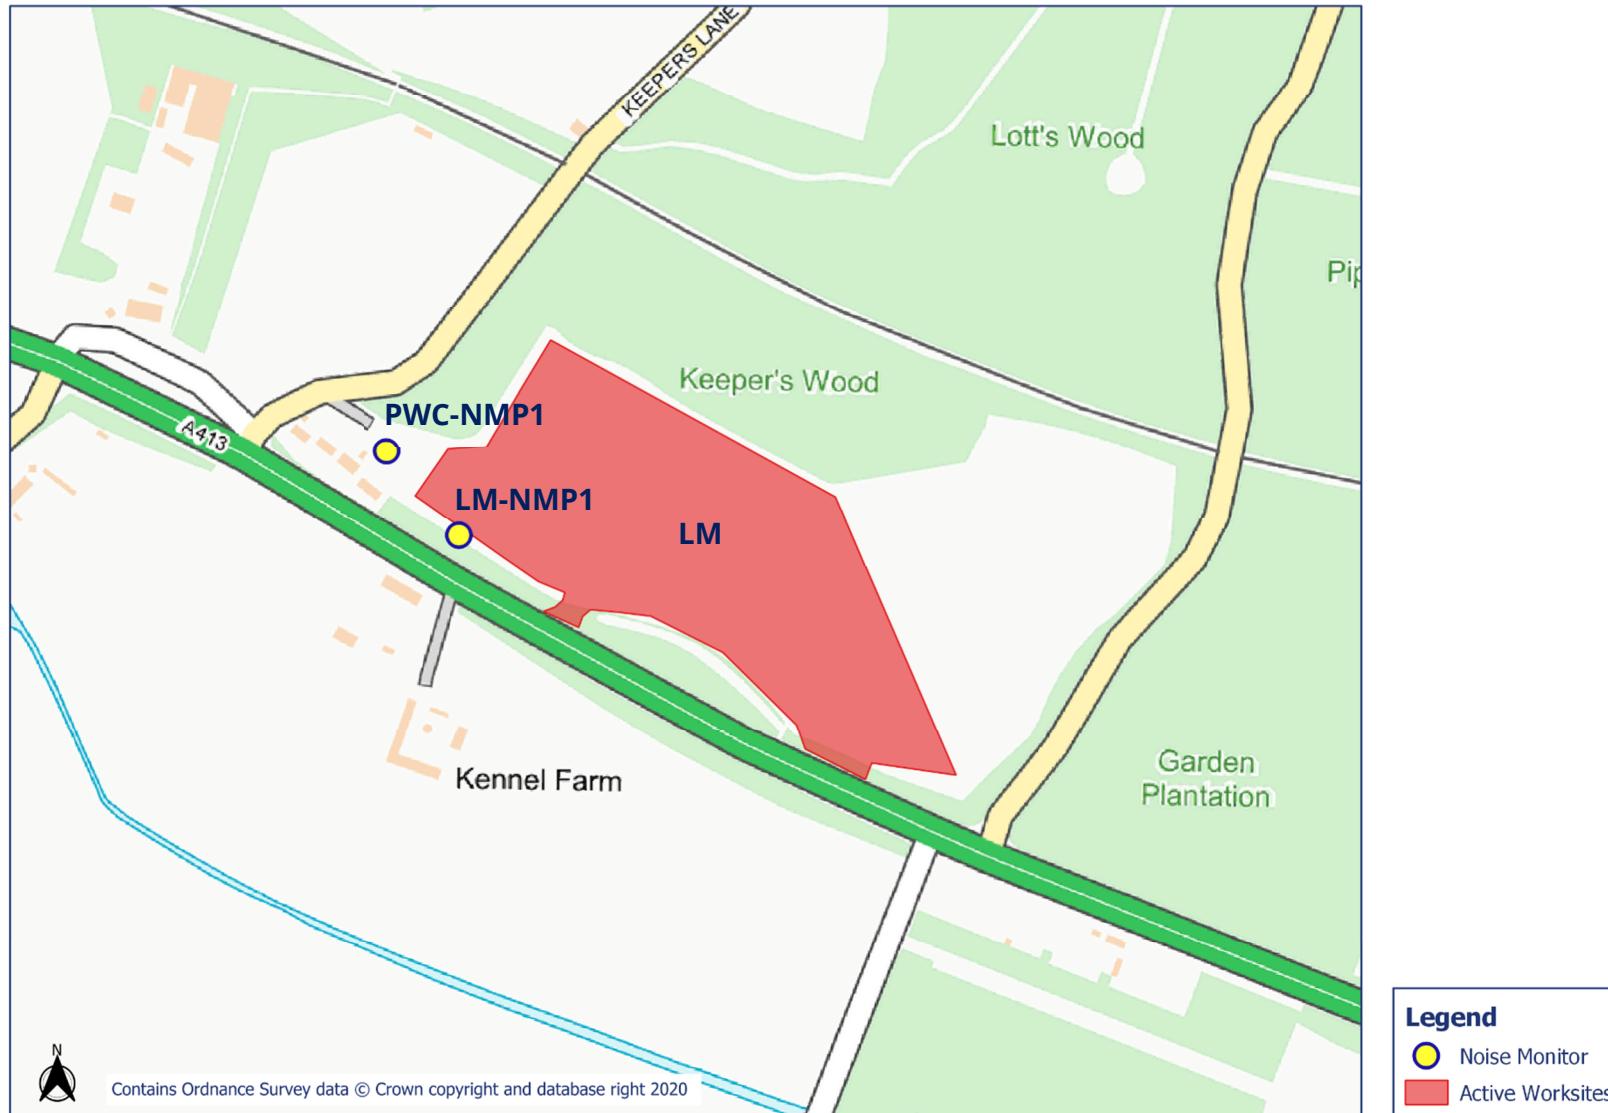 KEEPERS LANE
Lott's Wood
Pip
Keeper's Wood
PWC-NMP1
A413
LM-NMP1
LM
Kennel Farm
Garden
Plantation
N
Contains Ordnance Survey data © Crown copyright and database right 2020
Legend
Noise Monitor
Active Worksites